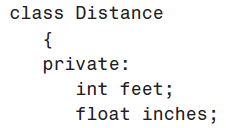 class Distance
{
private:
int feet;
float inches;